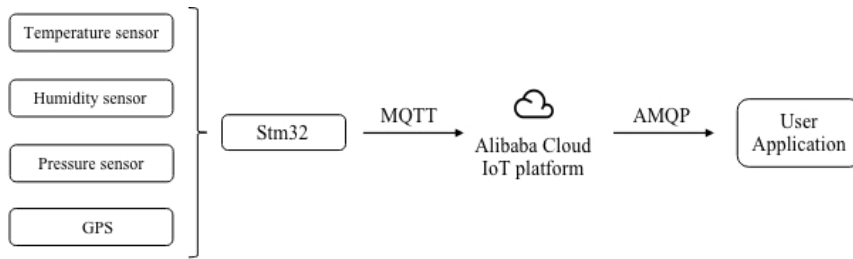 Temperature sensor
Humidity sensor
Pressure sensor
GPS
Stm32
MQTT
Alibaba Cloud
IoT platform
AMQP
User
Application